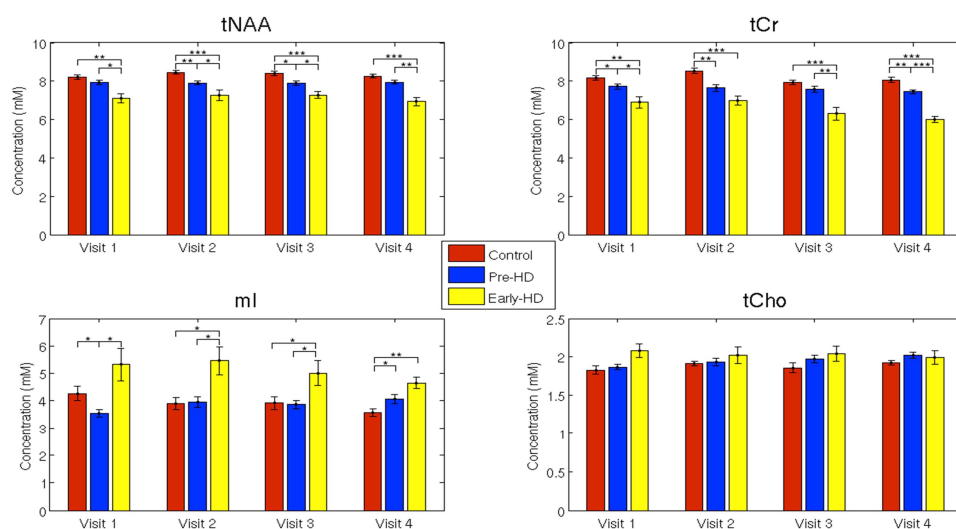 tNAA
10
8
6
4
2
0
Concentration (mM)
** * *** ** * *** * * *** **
Visit 1 Visit 2 Visit 3 Visit 4
tCr
10
8
6
4
2
0
Concentration (mM)
** * * *** ** *** ** *** ** ***
Visit 1 Visit 2 Visit 3 Visit 4
Control
Pre-HD
Early-HD
mI
7
6
5
4
3
2
1
0
Concentration (mM)
* * * * * * ** *
Visit 1 Visit 2 Visit 3 Visit 4
tCho
2.5
2
1.5
1
0.5
0
Concentration (mM)
Visit 1 Visit 2 Visit 3 Visit 4